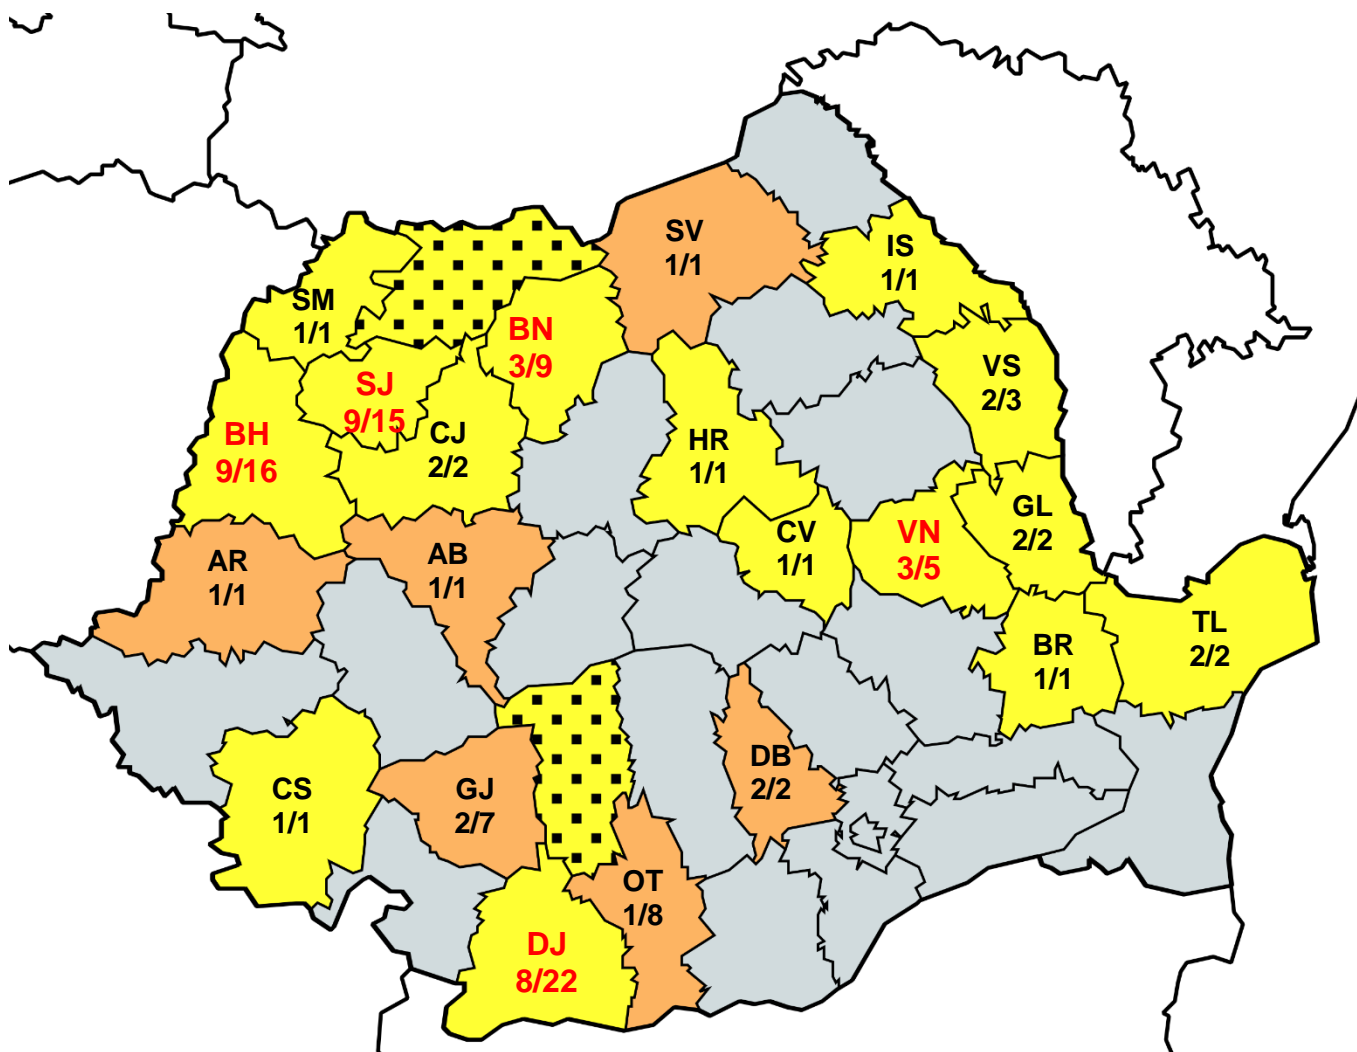 SV
1/1
IS
1/1
SM
1/1
BN
3/9
VS
2/3
SJ
9/15
BH
9/16
CJ
2/2
HR
1/1
GL
2/2
VN
3/5
CV
1/1
AR
1/1
AB
1/1
TL
2/2
BR
1/1
DB
2/2
CS
1/1
GJ
2/7
OT
1/8
DJ
8/22